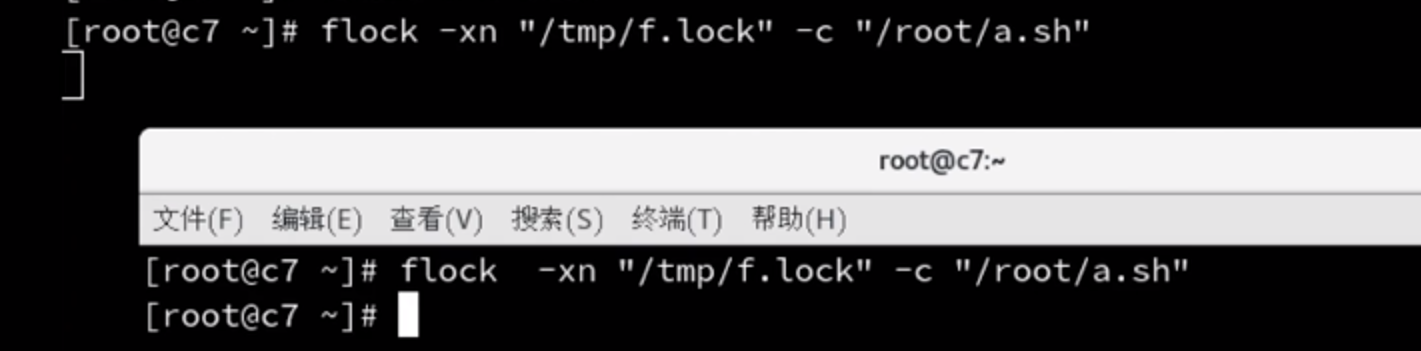 [root@c7 ~]# flock -xn "/tmp/f.lock" -c "/root/a.sh"
root@c7:~
文件(F) 编辑(E) 查看(V) 搜索(S) 终端(T) 帮助(H)
[root@c7 ~]# flock  -xn "/tmp/f.lock" -c "/root/a.sh"
[root@c7 ~]#